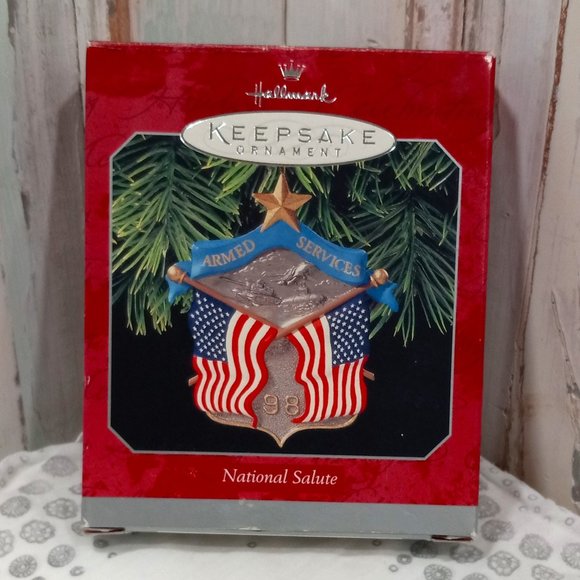 Hallmark
KEEPSAKE
ORNAMENT
ARMED SERVICES
98
National Salute